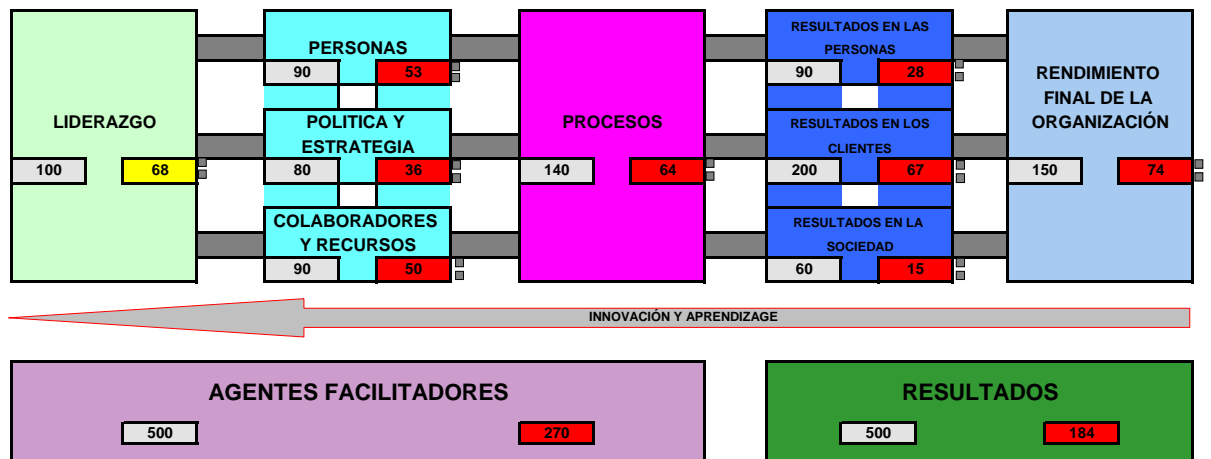 LIDERAZGO
100 68
PERSONAS
90 53
POLITICA Y
ESTRATEGIA
80 36
COLABORADORES
Y RECURSOS
90 50
PROCESOS
140 64
RESULTADOS EN LAS
PERSONAS
90 28
RESULTADOS EN LOS
CLIENTES
200 67
RESULTADOS EN LA
SOCIEDAD
60 15
RENDIMIENTO
FINAL DE LA
ORGANIZACIÓN
150 74
INNOVACIÓN Y APRENDIZAGE
AGENTES FACILITADORES
500 270
RESULTADOS
500 184